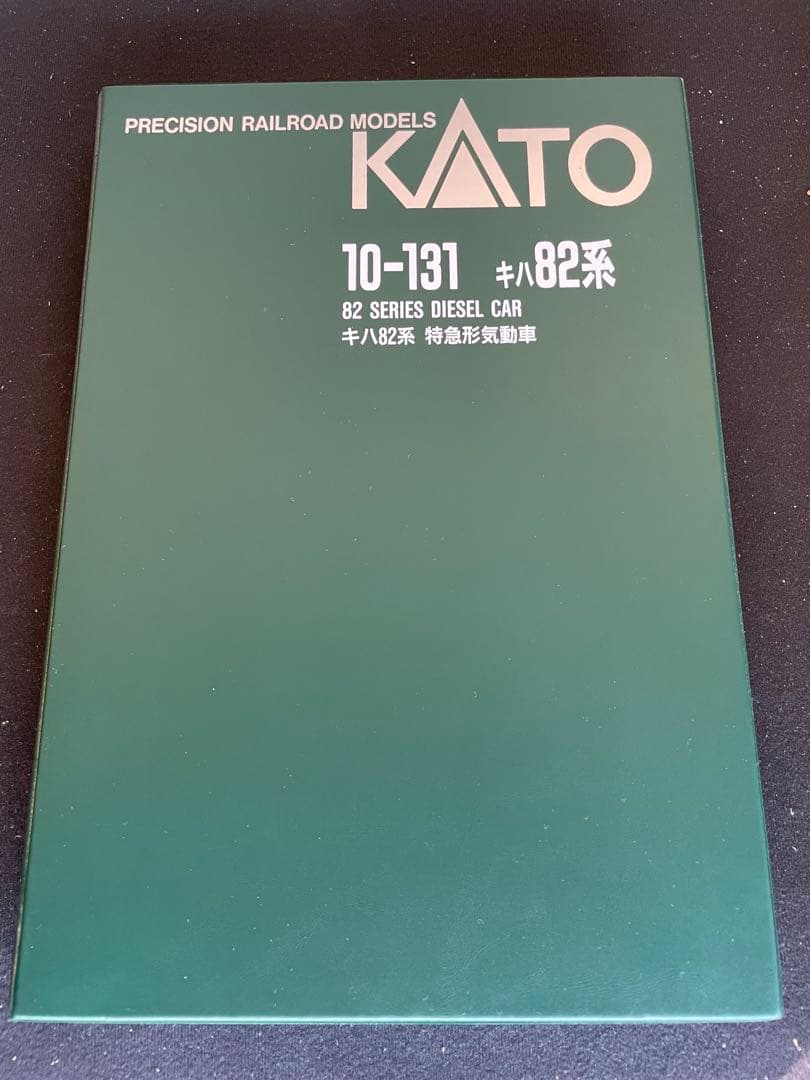 PRECISION RAILROAD MODELS
KATO
10-131 キハ82系
82 SERIES DIESEL CAR
キハ82系 特急形気動車